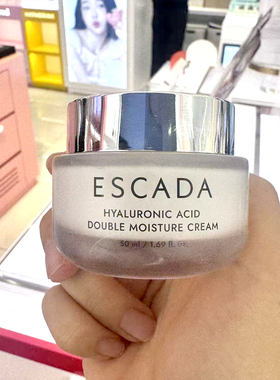 ESCADA
HYALURONIC ACID
DOUBLE MOISTURE CREAM
50 ml / 1.69 fl. oz.